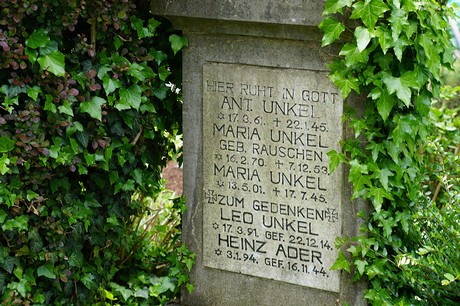 HIER RUHT IN GOTT
ANT. UNKEL
*17.3.61. +22.1.45.
MARIA UNKEL
GEB. RAUSCHEN
*16.2.70. +7.12.53.
MARIA UNKEL
*13.5.01. +17.7.45.
ZUM GEDENKEN
LEO UNKEL
*17.3.91. GEF. 22.12.14.
HEINZ ADER
*3.1.94. GEF. 16.11.44.